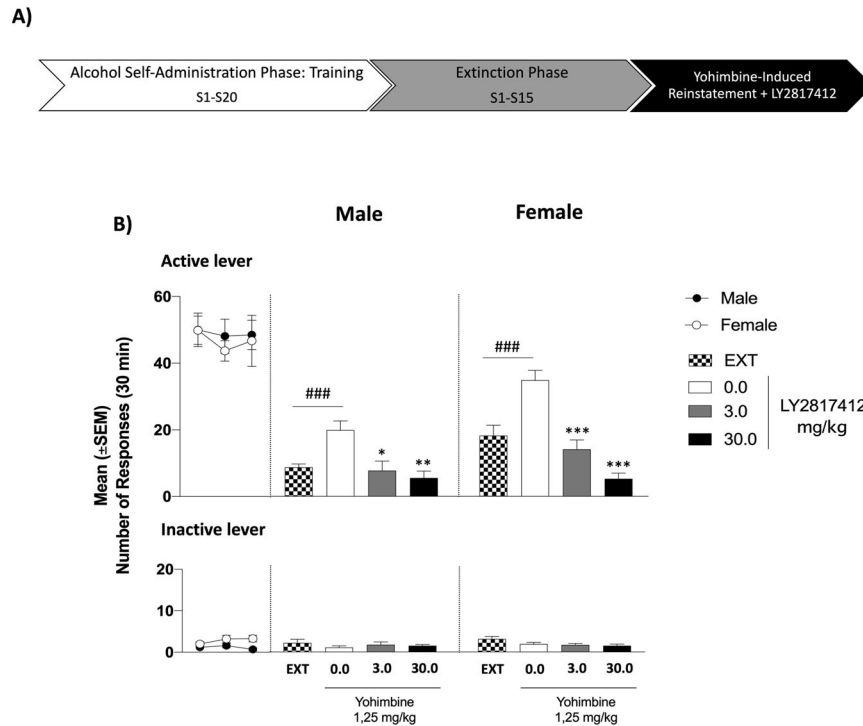 A)
Alcohol Self-Administration Phase: Training
S1-S20
Extinction Phase
S1-S15
Yohimbine-Induced
Reinstatement + LY2817412
B)
Male
Female
Active lever
Mean (±SEM)
Number of Responses (30 min)
60
40
20
0
###
*
**
###
***
***
Male
Female
EXT
0.0
3.0
30.0
LY2817412
mg/kg
Inactive lever
20
10
0
EXT 0.0 3.0 30.0
EXT 0.0 3.0 30.0
Yohimbine
1,25 mg/kg
Yohimbine
1,25 mg/kg